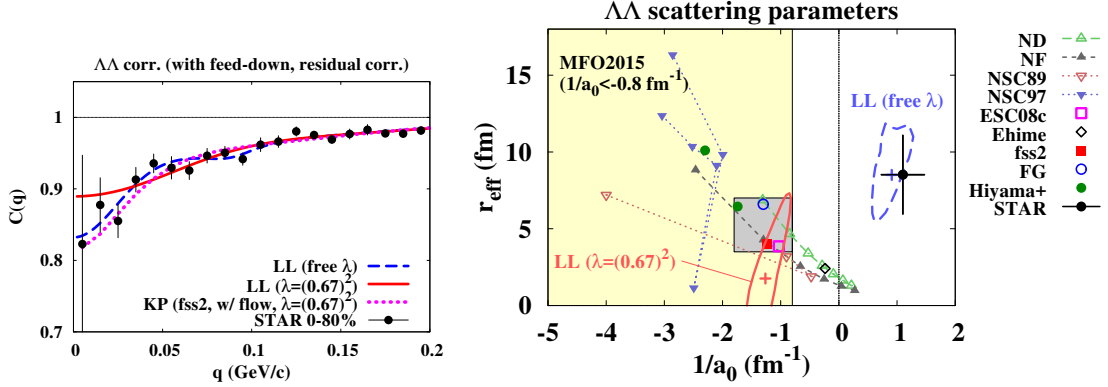 ΛΛ corr. (with feed-down, residual corr.)
C(q)
1
0.9
0.8
0.7
LL (free λ)
LL (λ=(0.67)²)
KP (fss2, w/ flow, λ=(0.67)²)
STAR 0-80%
0 0.05 0.1 0.15 0.2
q (GeV/c)
ΛΛ scattering parameters
r_eff (fm)
15
10
5
0
MFO2015
(1/a₀<-0.8 fm⁻¹)
LL (free λ)
LL (λ=(0.67)²)
-5 -4 -3 -2 -1 0 1 2
1/a₀ (fm⁻¹)
ND
NF
NSC89
NSC97
ESC08c
Ehime
fss2
FG
Hiyama+
STAR